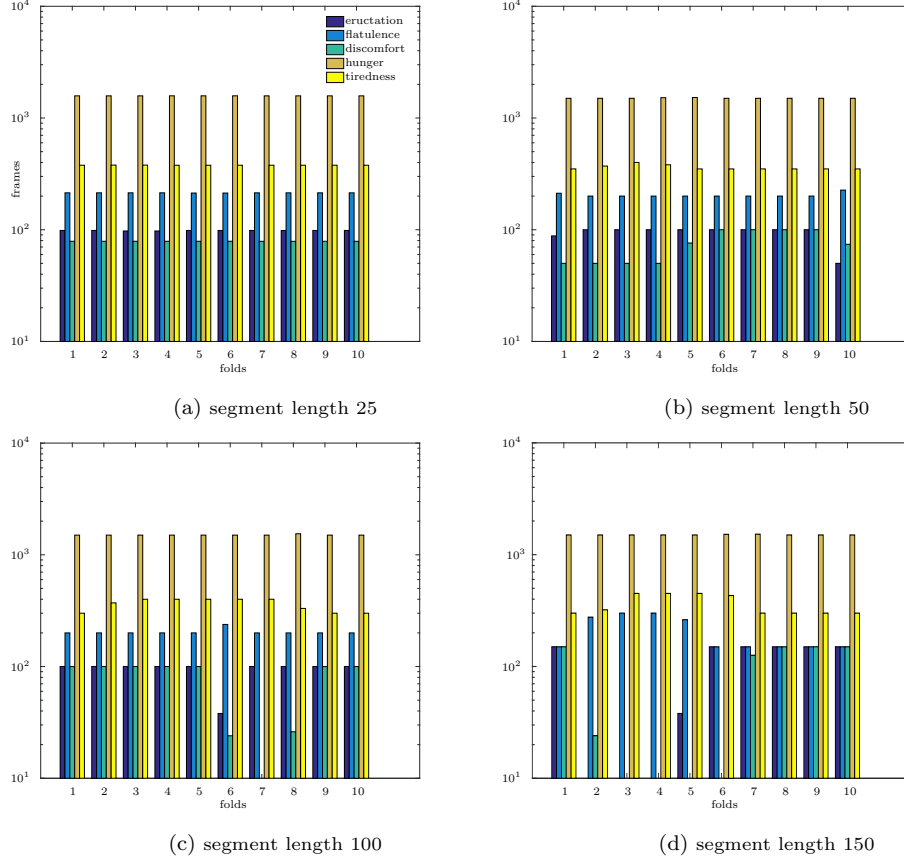 10^4
eructation
flatulence
discomfort
hunger
tiredness
10^3
frames
10^2
10^1
1 2 3 4 5 6 7 8 9 10
folds
(a) segment length 25
10^4
10^3
10^2
10^1
1 2 3 4 5 6 7 8 9 10
folds
(b) segment length 50
10^4
10^3
10^2
10^1
1 2 3 4 5 6 7 8 9 10
folds
(c) segment length 100
10^4
10^3
10^2
10^1
1 2 3 4 5 6 7 8 9 10
folds
(d) segment length 150